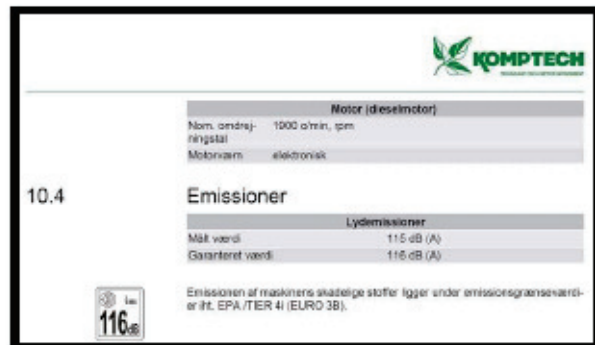 KOMPTECH
Motor (dieselmotor)
Nom. omdrej-
ningstal
1900 o/min, rpm
Motorværn elektronisk
10.4 Emissioner
Lydemissioner
Målt værdi 115 dB (A)
Garanteret værdi 116 dB (A)
Emissionen af maskinens skadelige stoffer ligger under emissionsgrænseværdi-
er iht. EPA /TIER 4i (EURO 3B).
116dB